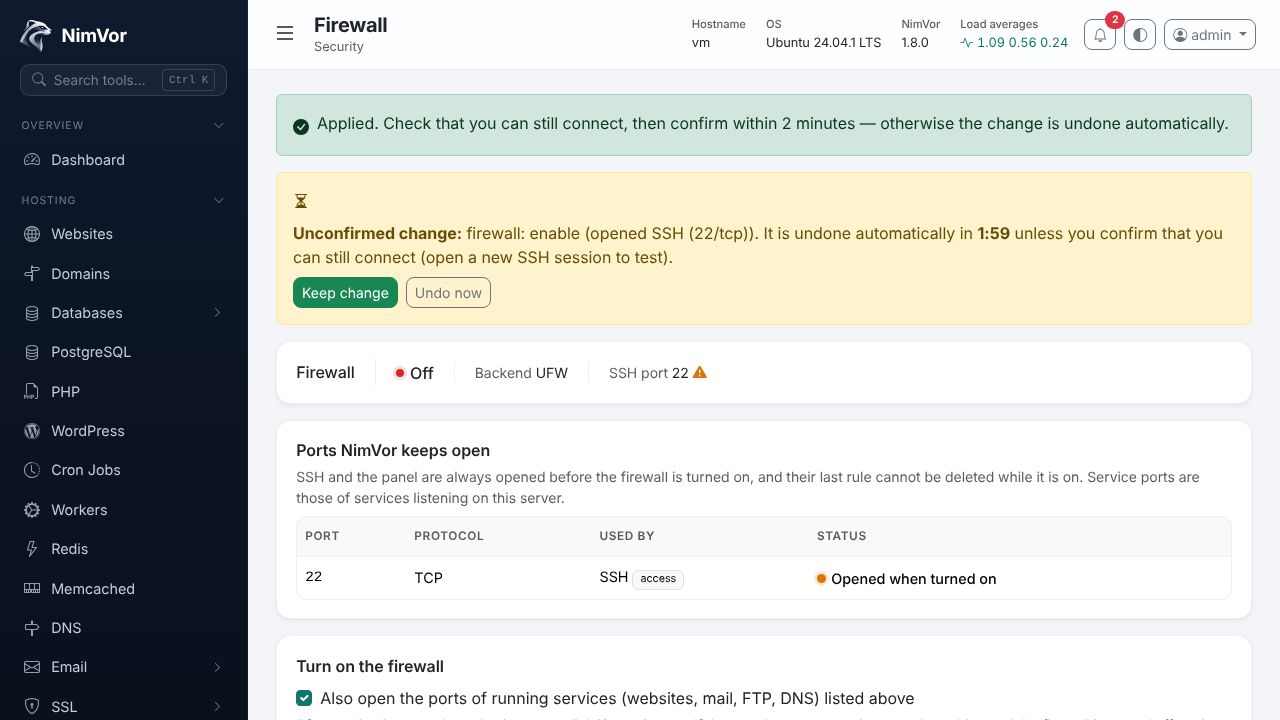 NimVor
Search tools...
Ctrl K
OVERVIEW
Dashboard
HOSTING
Websites
Domains
Databases
PostgreSQL
PHP
WordPress
Cron Jobs
Workers
Redis
Memcached
DNS
Email
SSL
Firewall
Security
Hostname
vm
OS
Ubuntu 24.04.1 LTS
NimVor
1.8.0
Load averages
1.09 0.56 0.24
2
admin
Applied. Check that you can still connect, then confirm within 2 minutes — otherwise the change is undone automatically.
Unconfirmed change: firewall: enable (opened SSH (22/tcp)). It is undone automatically in 1:59 unless you confirm that you
can still connect (open a new SSH session to test).
Keep change
Undo now
Firewall
Off
Backend UFW
SSH port 22
Ports NimVor keeps open
SSH and the panel are always opened before the firewall is turned on, and their last rule cannot be deleted while it is on. Service ports are
those of services listening on this server.
PORT PROTOCOL USED BY STATUS
22 TCP SSH access Opened when turned on
Turn on the firewall
Also open the ports of running services (websites, mail, FTP, DNS) listed above